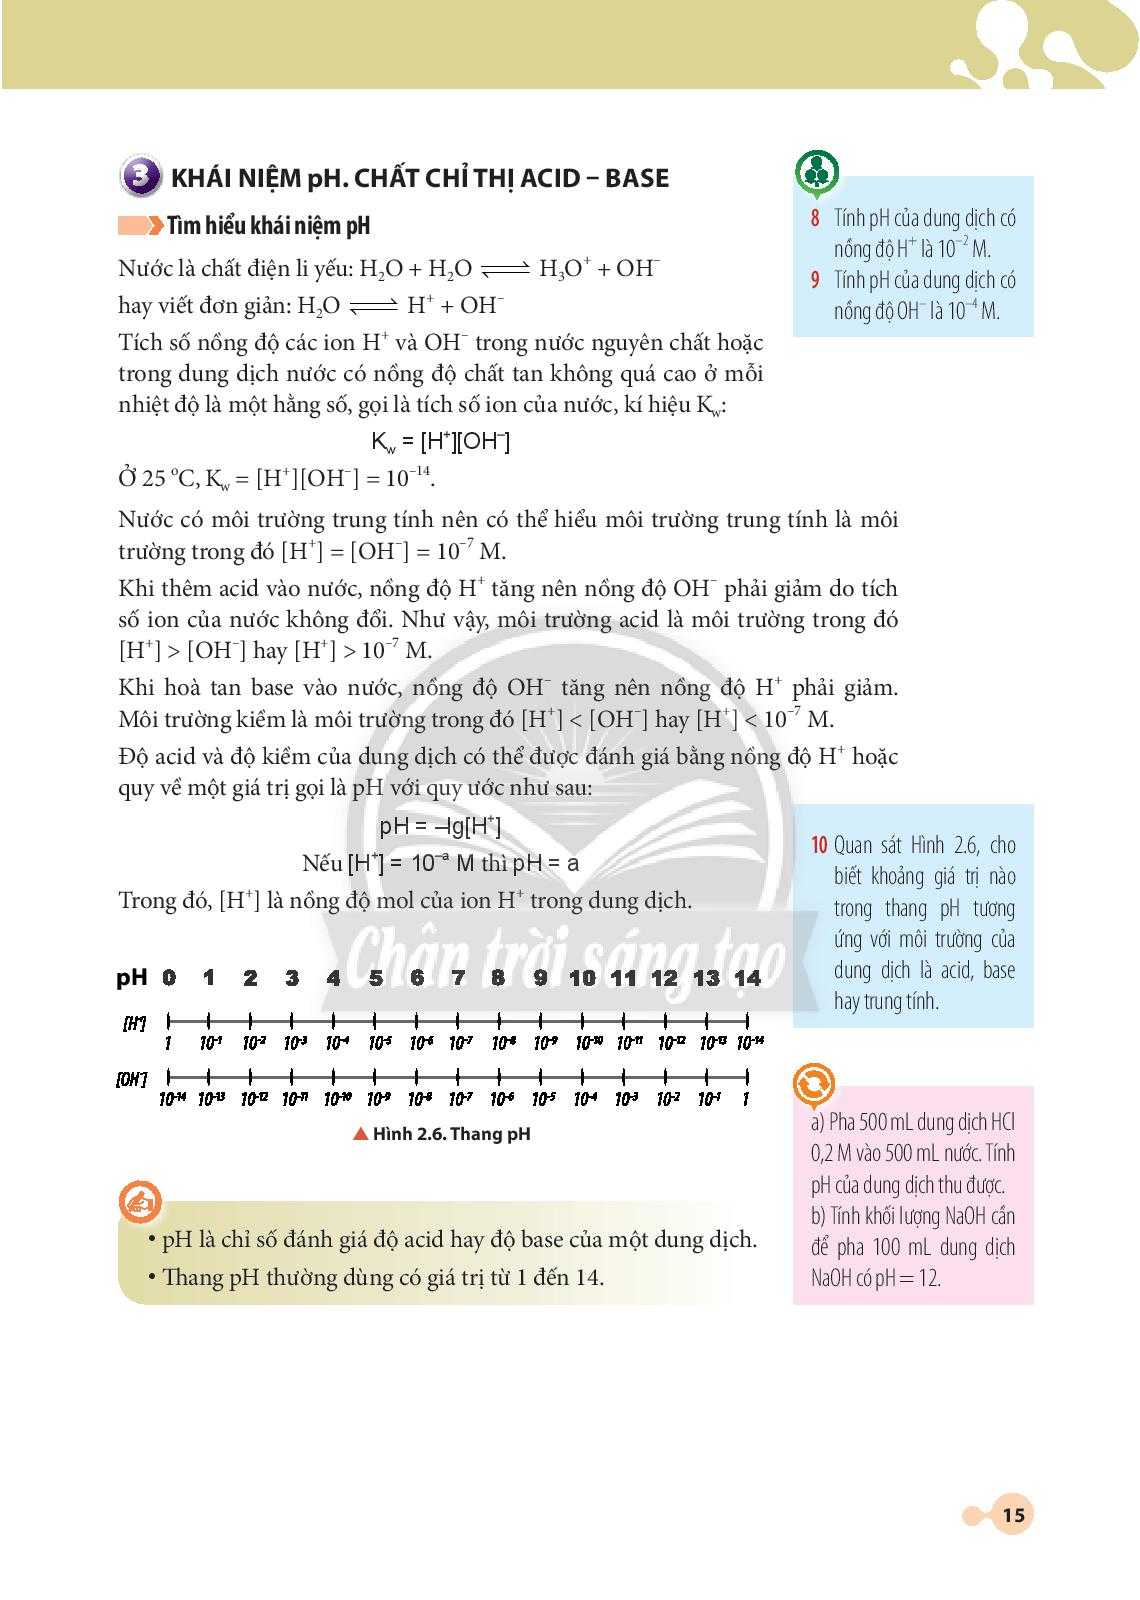 3 KHÁI NIỆM pH. CHẤT CHỈ THỊ ACID – BASE
Tìm hiểu khái niệm pH
Nước là chất điện li yếu: H₂O + H₂O ⇌ H₃O⁺ + OH⁻
hay viết đơn giản: H₂O ⇌ H⁺ + OH⁻
Tích số nồng độ các ion H⁺ và OH⁻ trong nước nguyên chất hoặc
trong dung dịch nước có nồng độ chất tan không quá cao ở mỗi
nhiệt độ là một hằng số, gọi là tích số ion của nước, kí hiệu K_w:
K_w = [H⁺][OH⁻]
Ở 25 °C, K_w = [H⁺][OH⁻] = 10⁻¹⁴.
Nước có môi trường trung tính nên có thể hiểu môi trường trung tính là môi
trường trong đó [H⁺] = [OH⁻] = 10⁻⁷ M.
Khi thêm acid vào nước, nồng độ H⁺ tăng nên nồng độ OH⁻ phải giảm do tích
số ion của nước không đổi. Như vậy, môi trường acid là môi trường trong đó
[H⁺] > [OH⁻] hay [H⁺] > 10⁻⁷ M.
Khi hoà tan base vào nước, nồng độ OH⁻ tăng nên nồng độ H⁺ phải giảm.
Môi trường kiềm là môi trường trong đó [H⁺] < [OH⁻] hay [H⁺] < 10⁻⁷ M.
Độ acid và độ kiềm của dung dịch có thể được đánh giá bằng nồng độ H⁺ hoặc
quy về một giá trị gọi là pH với quy ước như sau:
pH = –lg[H⁺]
Nếu [H⁺] = 10⁻ᵃ M thì pH = a
Trong đó, [H⁺] là nồng độ mol của ion H⁺ trong dung dịch.
Chân trời sáng tạo
pH 0 1 2 3 4 5 6 7 8 9 10 11 12 13 14
[H⁺]
1 10⁻¹ 10⁻² 10⁻³ 10⁻⁴ 10⁻⁵ 10⁻⁶ 10⁻⁷ 10⁻⁸ 10⁻⁹ 10⁻¹⁰ 10⁻¹¹ 10⁻¹² 10⁻¹³ 10⁻¹⁴
[OH⁻]
10⁻¹⁴ 10⁻¹³ 10⁻¹² 10⁻¹¹ 10⁻¹⁰ 10⁻⁹ 10⁻⁸ 10⁻⁷ 10⁻⁶ 10⁻⁵ 10⁻⁴ 10⁻³ 10⁻² 10⁻¹ 1
▲ Hình 2.6. Thang pH
• pH là chỉ số đánh giá độ acid hay độ base của một dung dịch.
• Thang pH thường dùng có giá trị từ 1 đến 14.
8 Tính pH của dung dịch có
nồng độ H⁺ là 10⁻² M.
9 Tính pH của dung dịch có
nồng độ OH⁻ là 10⁻⁴ M.
10 Quan sát Hình 2.6, cho
biết khoảng giá trị nào
trong thang pH tương
ứng với môi trường của
dung dịch là acid, base
hay trung tính.
a) Pha 500 mL dung dịch HCl
0,2 M vào 500 mL nước. Tính
pH của dung dịch thu được.
b) Tính khối lượng NaOH cần
để pha 100 mL dung dịch
NaOH có pH = 12.
15